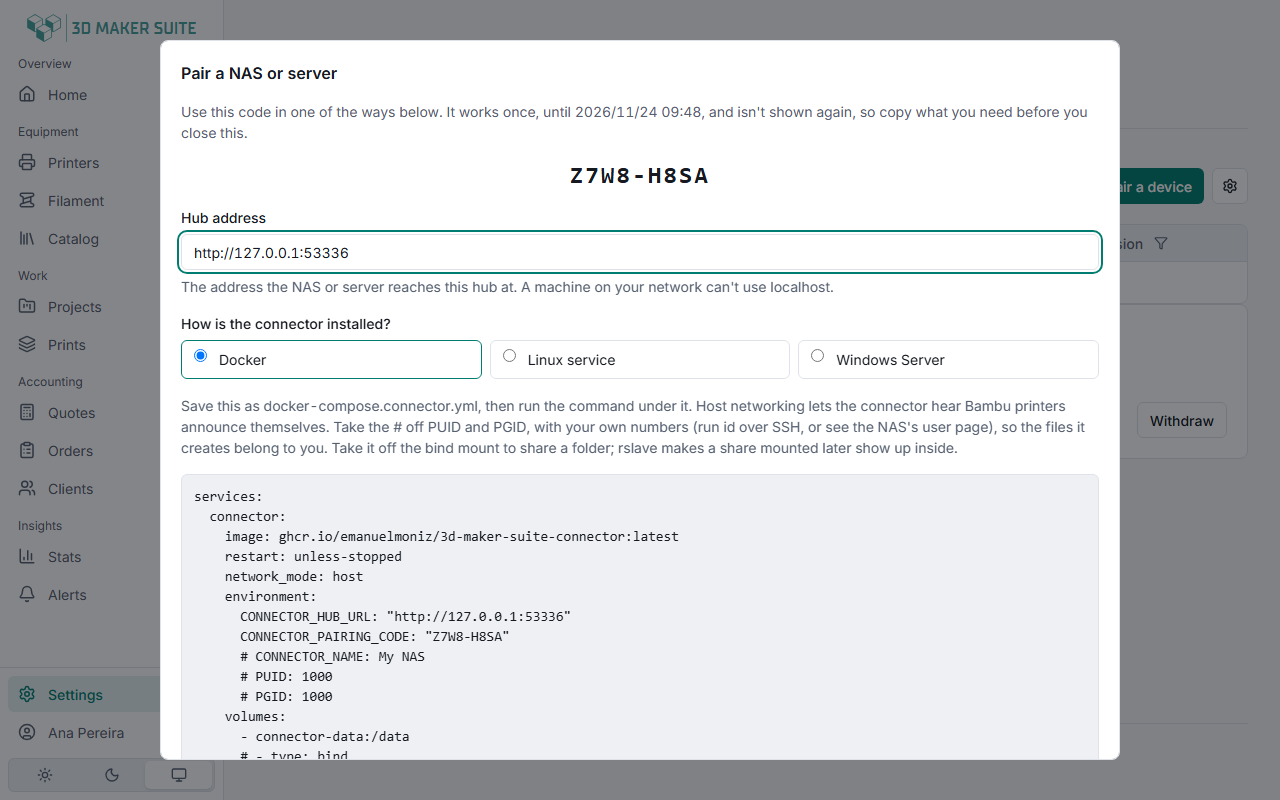 3D MAKER SUITE
Overview
Home
Equipment
Printers
Filament
Catalog
Work
Projects
Prints
Accounting
Quotes
Orders
Clients
Insights
Stats
Alerts
Settings
Ana Pereira
Pair a NAS or server
Use this code in one of the ways below. It works once, until 2026/11/24 09:48, and isn't shown again, so copy what you need before you
close this.
Z7W8-H8SA
Hub address
http://127.0.0.1:53336
The address the NAS or server reaches this hub at. A machine on your network can't use localhost.
How is the connector installed?
Docker
Linux service
Windows Server
Save this as docker-compose.connector.yml, then run the command under it. Host networking lets the connector hear Bambu printers
announce themselves. Take the # off PUID and PGID, with your own numbers (run id over SSH, or see the NAS's user page), so the files it
creates belong to you. Take it off the bind mount to share a folder; rslave makes a share mounted later show up inside.
services:
  connector:
    image: ghcr.io/emanuelmoniz/3d-maker-suite-connector:latest
    restart: unless-stopped
    network_mode: host
    environment:
      CONNECTOR_HUB_URL: "http://127.0.0.1:53336"
      CONNECTOR_PAIRING_CODE: "Z7W8-H8SA"
      # CONNECTOR_NAME: My NAS
      # PUID: 1000
      # PGID: 1000
    volumes:
      - connector-data:/data
      # - type: bind
air a device
sion
Withdraw